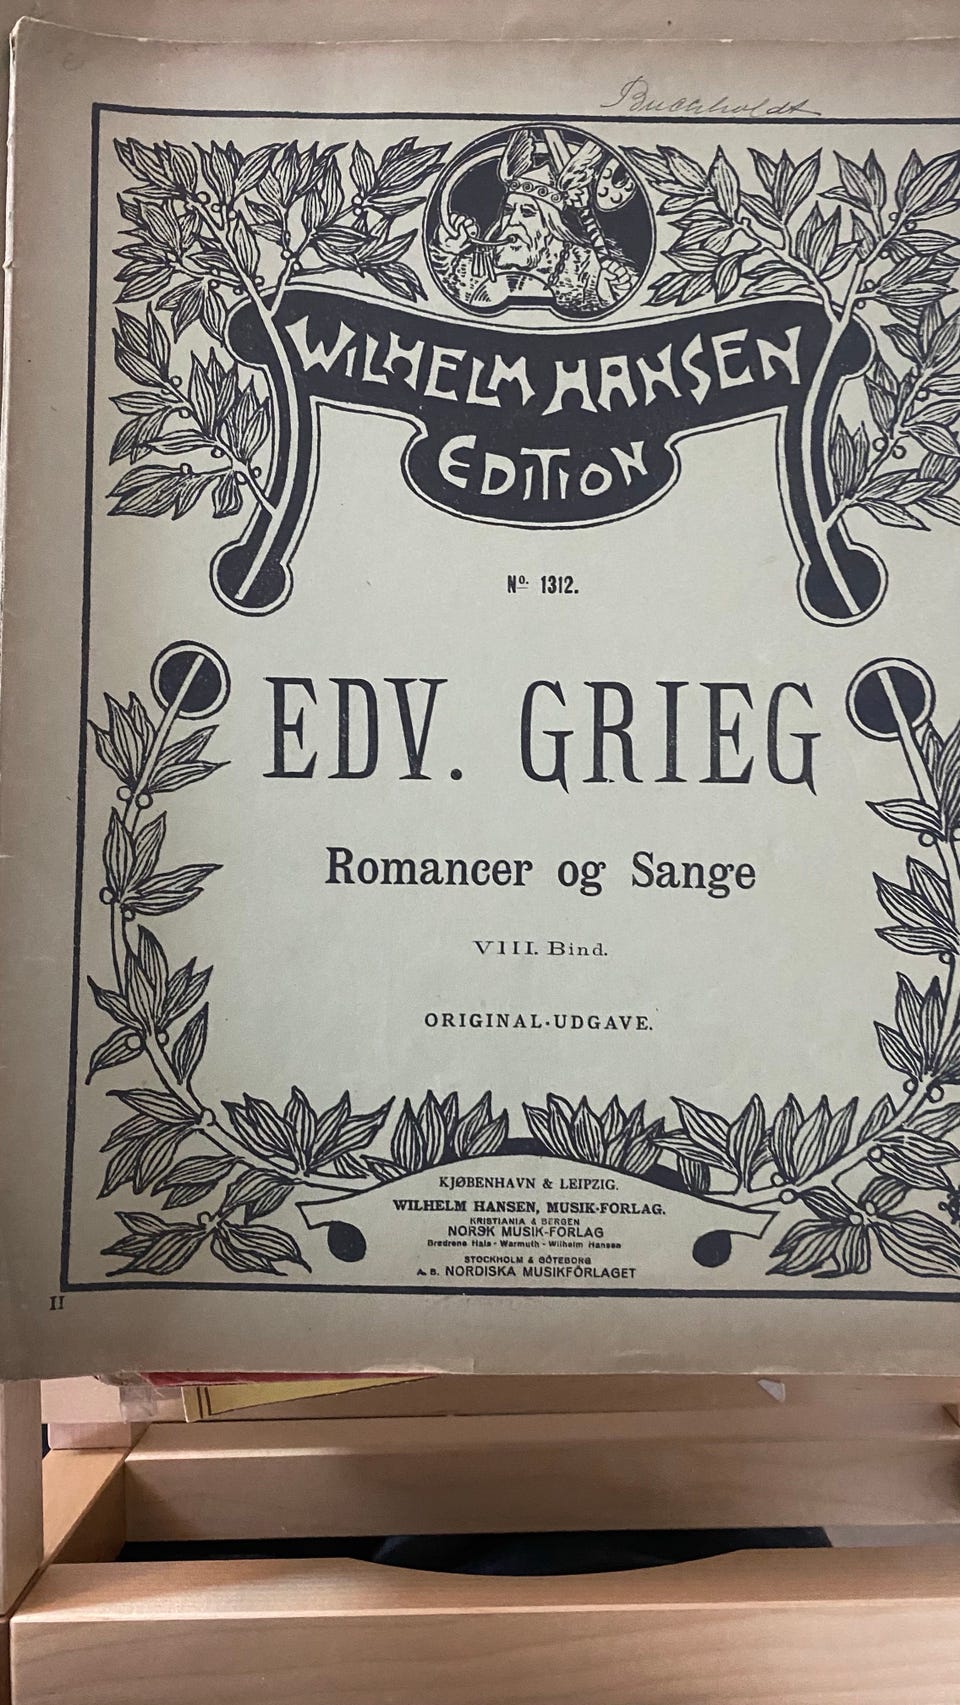 Buchholdt
WILHELM HANSEN
EDITION
No. 1312.
EDV. GRIEG
Romancer og Sange
VIII. Bind.
ORIGINAL-UDGAVE.
KJØBENHAVN & LEIPZIG.
WILHELM HANSEN, MUSIK-FORLAG.
KRISTIANIA & BERGEN
NORSK MUSIK-FORLAG
Brødrene Hals - Warmuth - Wilhelm Hansen
STOCKHOLM & GÖTEBORG
A. B. NORDISKA MUSIKFÖRLAGET
II